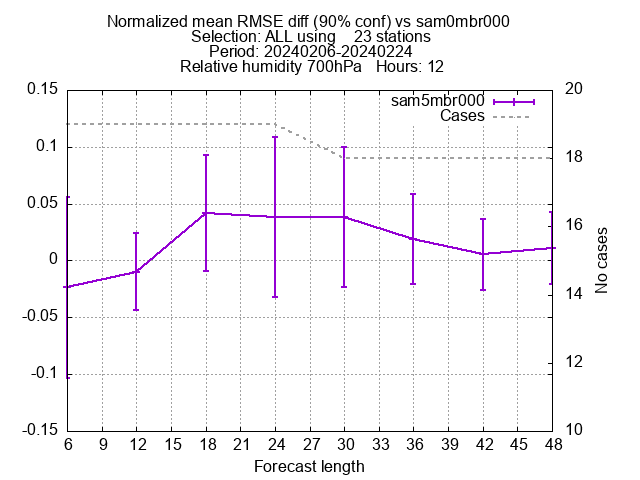 Normalized mean RMSE diff (90% conf) vs sam0mbr000
Selection: ALL using    23 stations
Period: 20240206-20240224
Relative humidity 700hPa   Hours: 12
sam5mbr000
Cases
0.15
0.1
0.05
0
-0.05
-0.1
-0.15
20
18
16
14
12
10
No cases
6 9 12 15 18 21 24 27 30 33 36 39 42 45 48
Forecast length